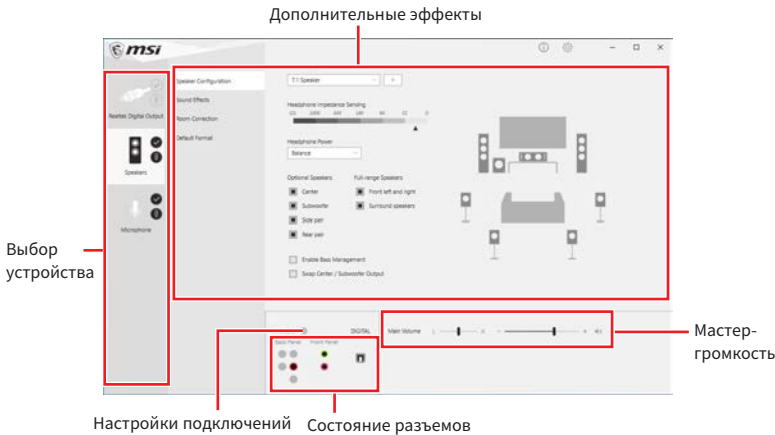 Дополнительные эффекты
msi
Realtek Digital Output
Speakers
Microphone
Speaker Configuration
Sound Effects
Room Correction
Default Format
7.1 Speaker
Headphone Impedance Sensing
Headphone Power
Balance
Optional Speakers
Full-range Speakers
Center
Front left and right
Subwoofer
Surround speakers
Side pair
Rear pair
Enable Bass Management
Swap Center / Subwoofer Output
Выбор
устройства
DIGITAL
Main Volume
L
R
Back Panel
Front Panel
Мастер-
громкость
Настройки подключений
Состояние разъемов